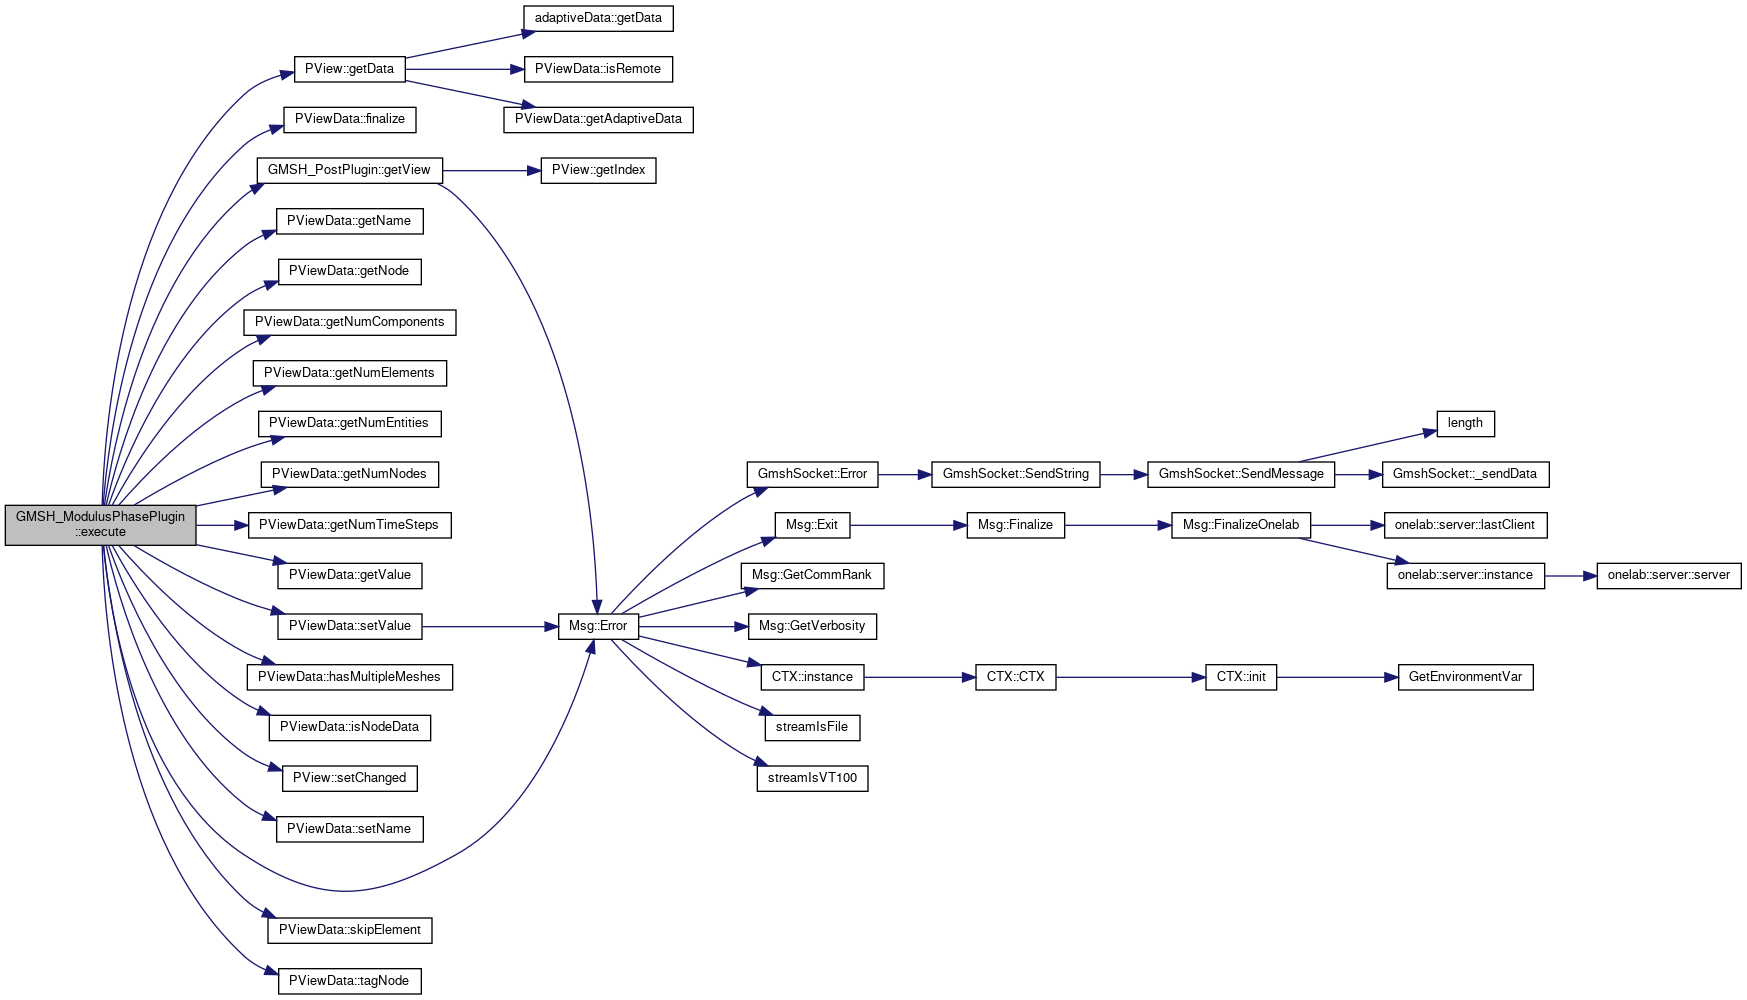 adaptiveData::getData
PView::getData
PViewData::isRemote
PViewData::getAdaptiveData
PViewData::finalize
GMSH_PostPlugin::getView
PView::getIndex
PViewData::getName
PViewData::getNode
PViewData::getNumComponents
PViewData::getNumElements
PViewData::getNumEntities
length
PViewData::getNumNodes
GmshSocket::Error
GmshSocket::SendString
GmshSocket::SendMessage
GmshSocket::_sendData
GMSH_ModulusPhasePlugin
::execute
PViewData::getNumTimeSteps
Msg::Exit
Msg::Finalize
Msg::FinalizeOnelab
onelab::server::lastClient
PViewData::getValue
Msg::GetCommRank
onelab::server::instance
onelab::server::server
PViewData::setValue
Msg::Error
Msg::GetVerbosity
PViewData::hasMultipleMeshes
CTX::instance
CTX::CTX
CTX::init
GetEnvironmentVar
PViewData::isNodeData
streamIsFile
PView::setChanged
streamIsVT100
PViewData::setName
PViewData::skipElement
PViewData::tagNode